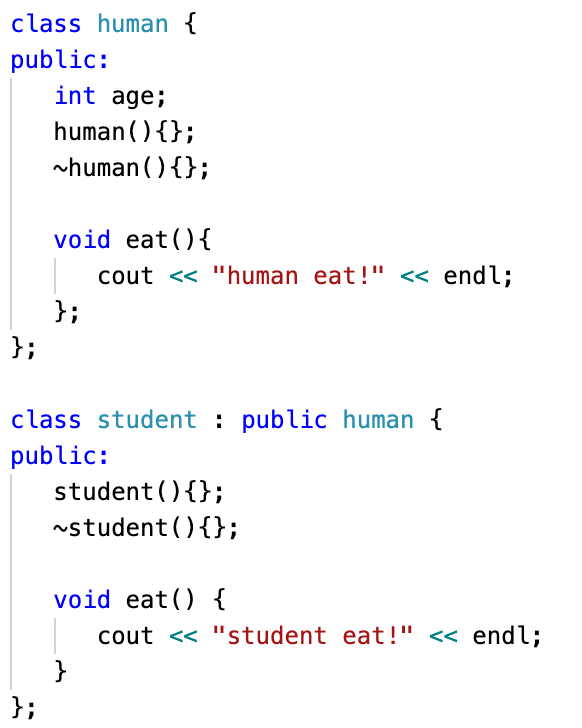 class human {
public:
int age;
human(){};
~human(){};
void eat(){
cout << "human eat!" << endl;
};
};
class student : public human {
public:
student(){};
~student(){};
void eat() {
cout << "student eat!" << endl;
}
};